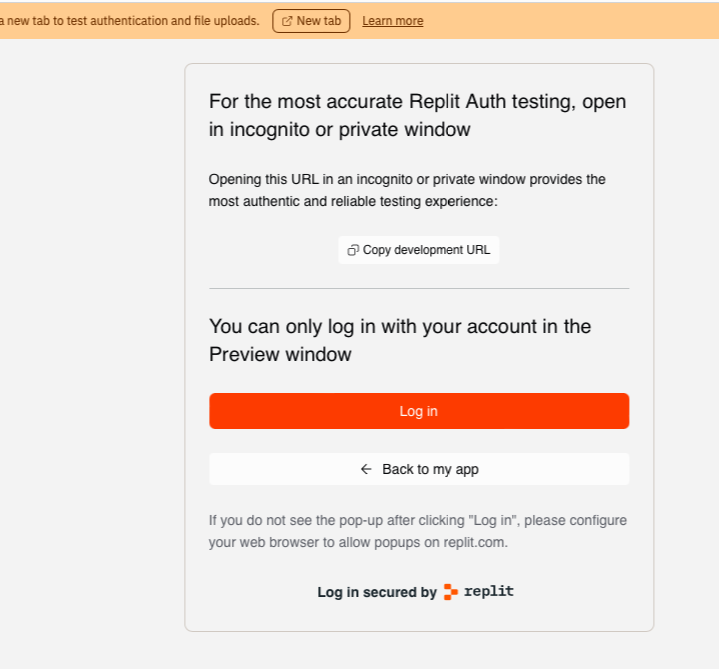 a new tab to test authentication and file uploads. New tab Learn more
For the most accurate Replit Auth testing, open
in incognito or private window
Opening this URL in an incognito or private window provides the
most authentic and reliable testing experience:
Copy development URL
You can only log in with your account in the
Preview window
Log in
← Back to my app
If you do not see the pop-up after clicking "Log in", please configure
your web browser to allow popups on replit.com.
Log in secured by replit